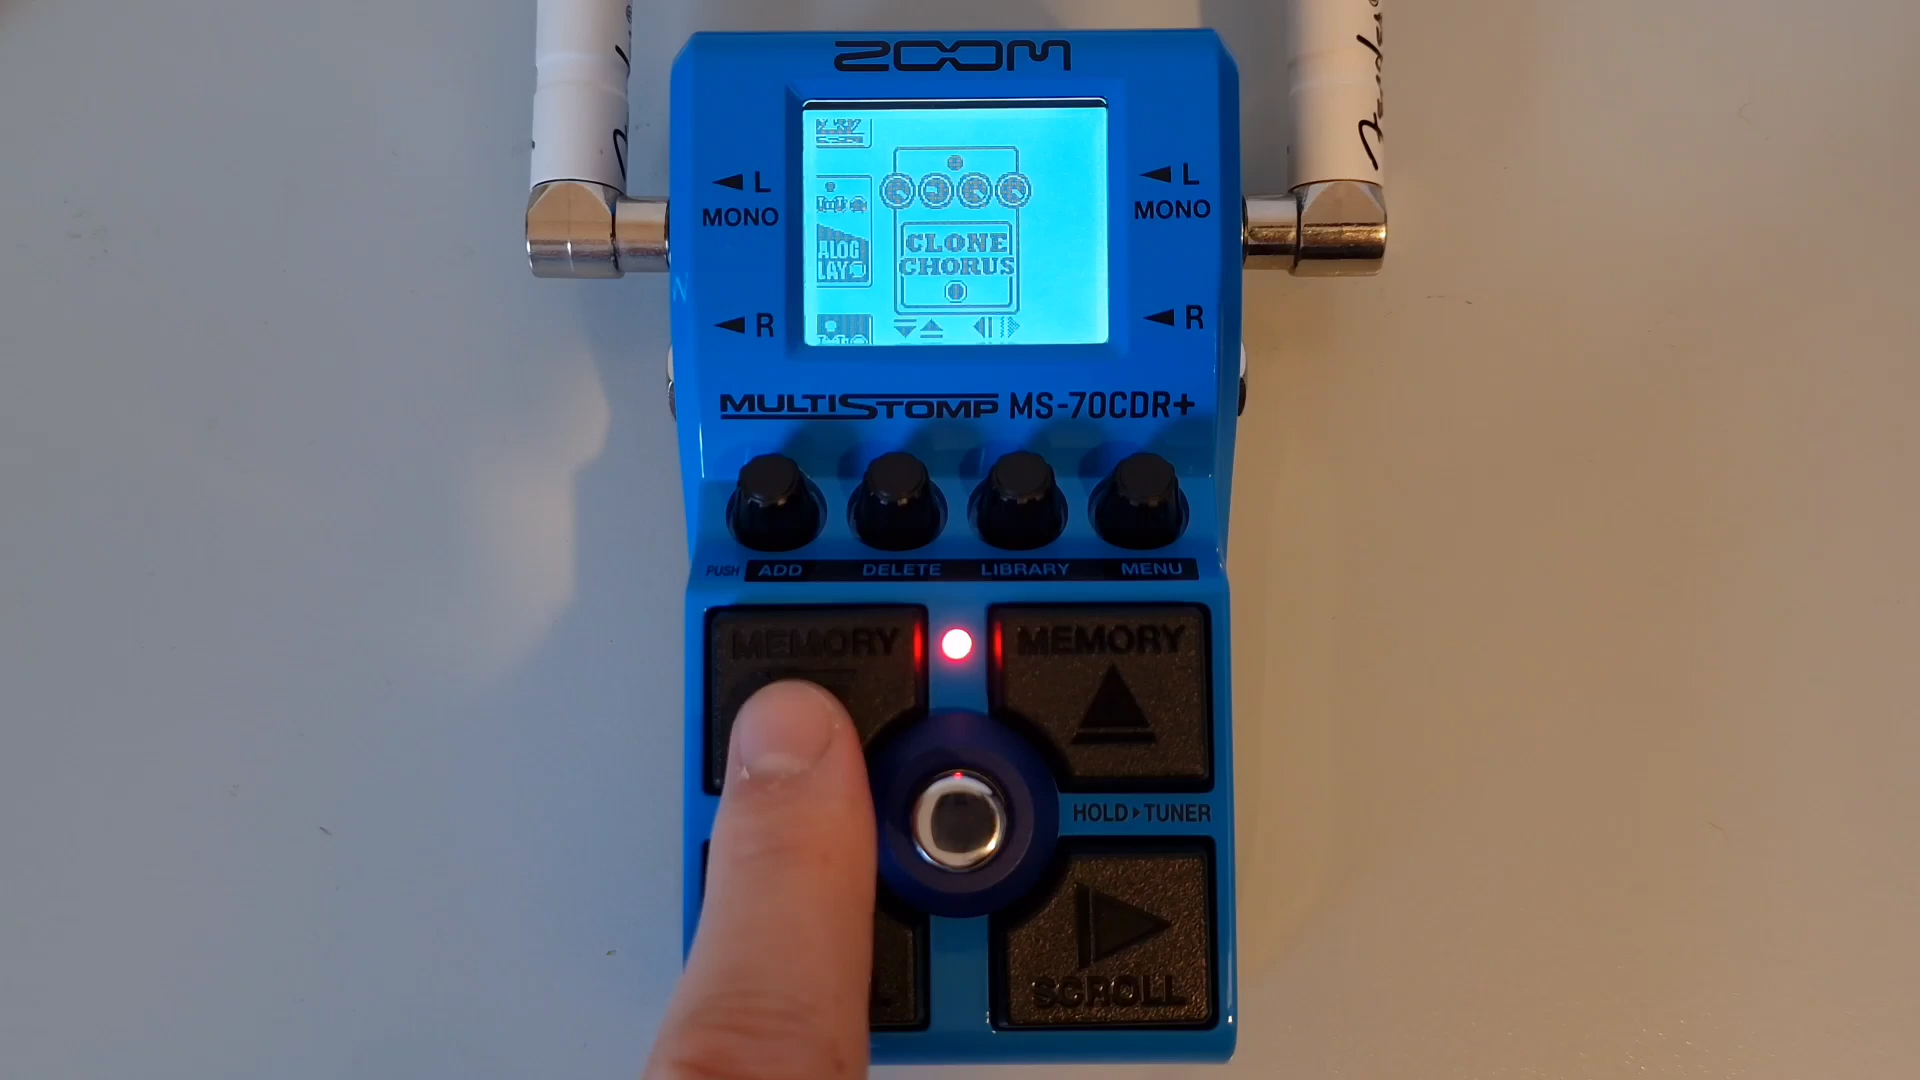 ZOOM
L
MONO
R
L
MONO
R
ALOG
LAY
CLONE
CHORUS
MULTISTOMP MS-70CDR+
PUSH ADD DELETE LIBRARY MENU
MEMORY
MEMORY
HOLD▸TUNER
L
SCROLL